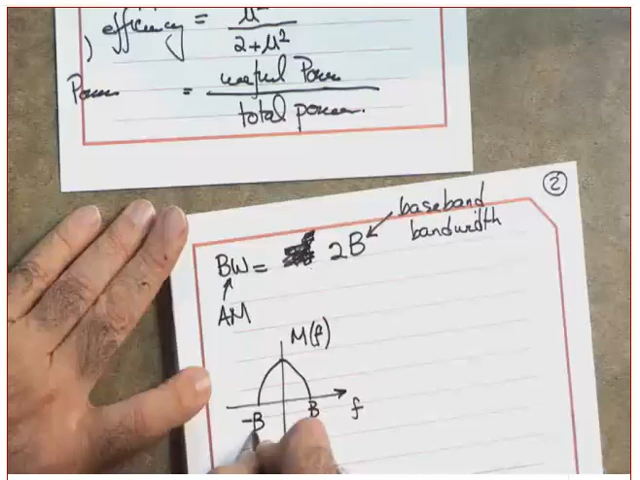 efficiency = μ²
2+μ²
) Power = useful Power
total power.
②
baseband
bandwidth
BW = 2B
AM
M(f)
-B B f